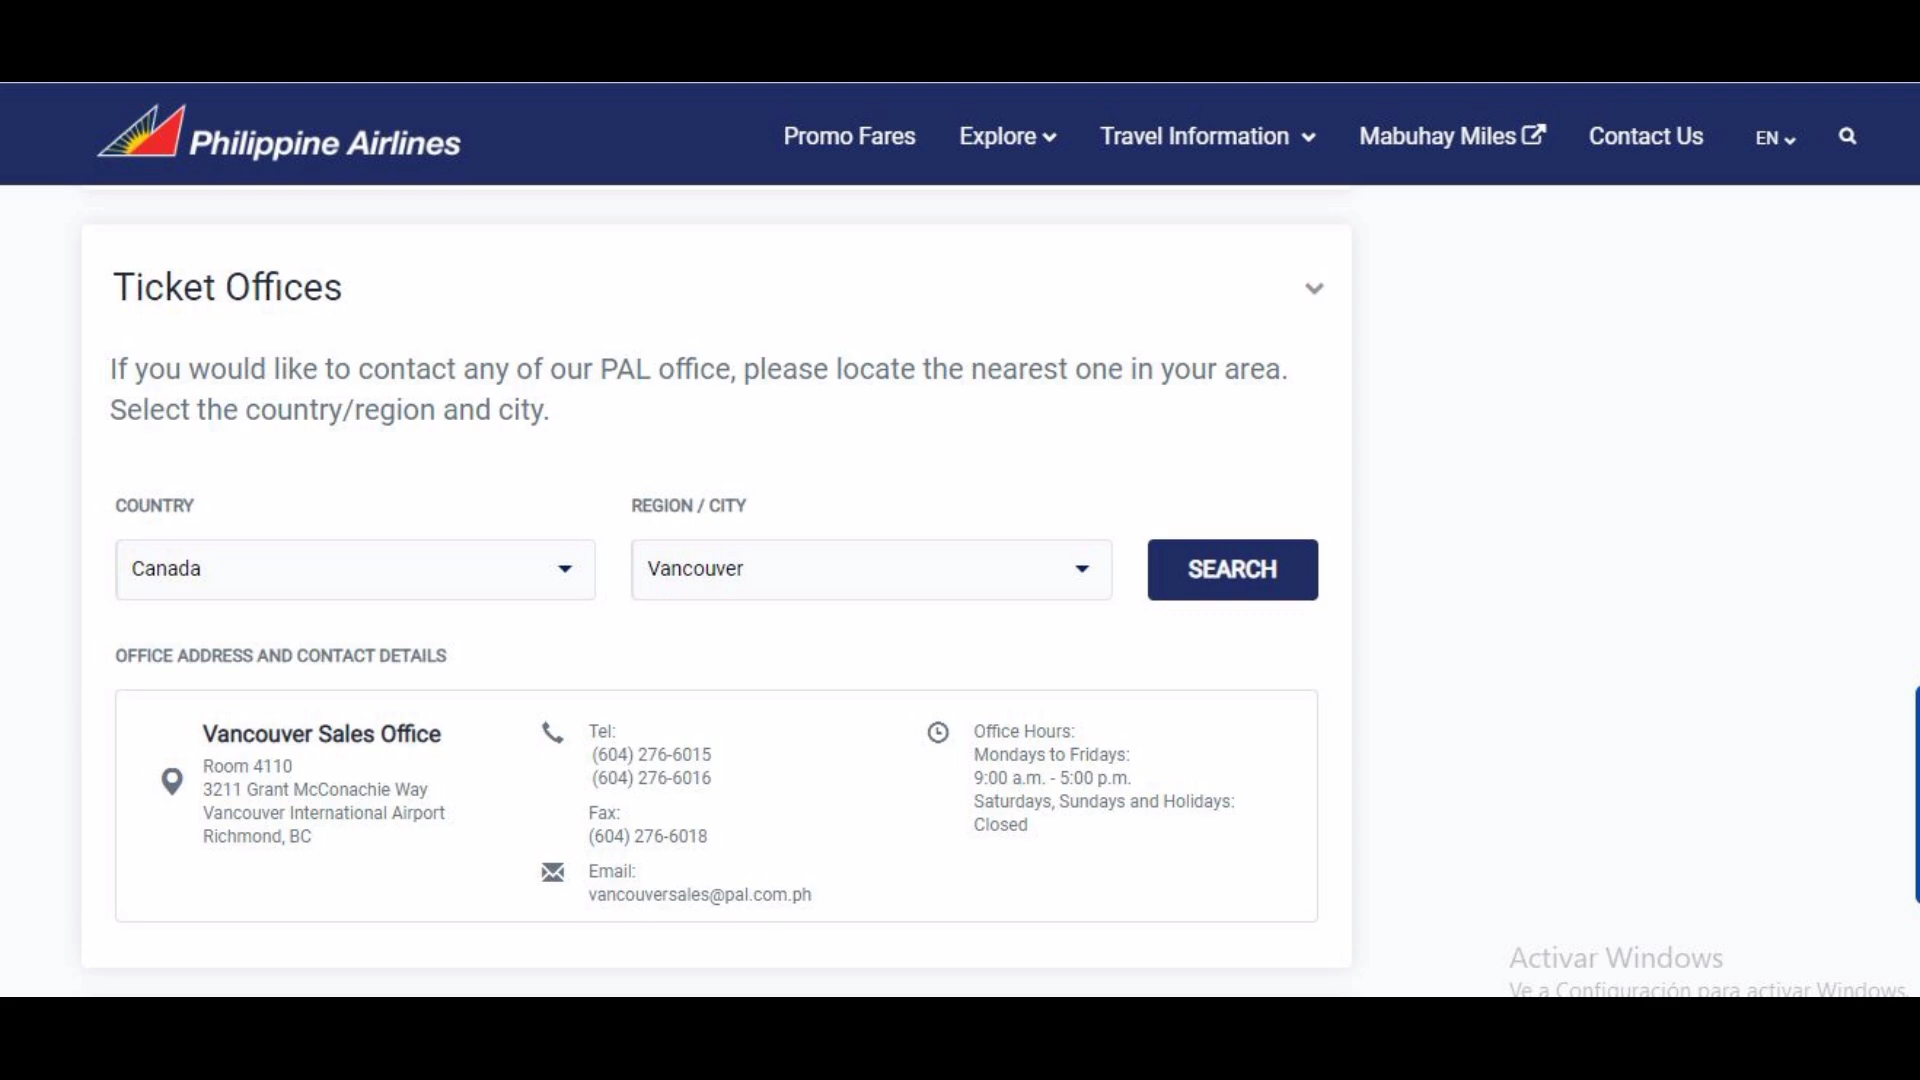 Philippine Airlines
Promo Fares
Explore
Travel Information
Mabuhay Miles
Contact Us
EN
Ticket Offices
If you would like to contact any of our PAL office, please locate the nearest one in your area.
Select the country/region and city.
COUNTRY
REGION / CITY
Canada
Vancouver
SEARCH
OFFICE ADDRESS AND CONTACT DETAILS
Vancouver Sales Office
Room 4110
3211 Grant McConachie Way
Vancouver International Airport
Richmond, BC
Tel:
(604) 276-6015
(604) 276-6016
Fax:
(604) 276-6018
Email:
vancouversales@pal.com.ph
Office Hours:
Mondays to Fridays:
9:00 a.m. - 5:00 p.m.
Saturdays, Sundays and Holidays:
Closed
Activar Windows
Ve a Configuración para activar Windows.